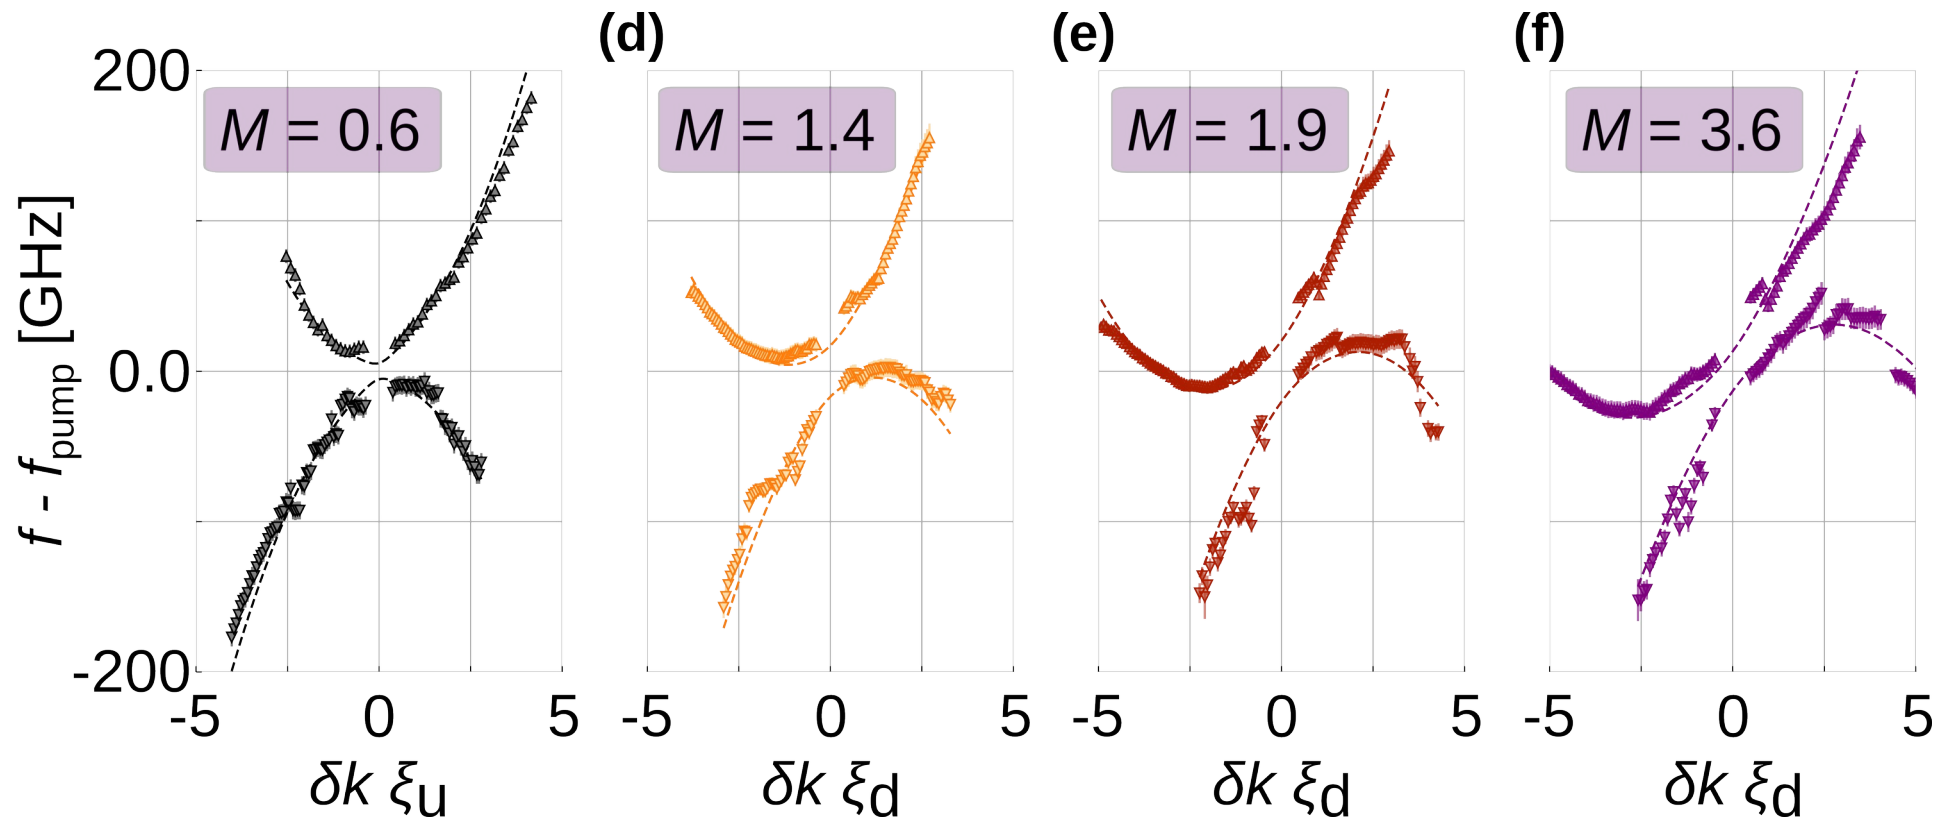 (d) (e) (f)
200
M = 0.6 M = 1.4 M = 1.9 M = 3.6
0.0
-200
f - fpump [GHz]
-5 0 5 -5 0 5 -5 0 5 -5 0 5
δk ξu δk ξd δk ξd δk ξd